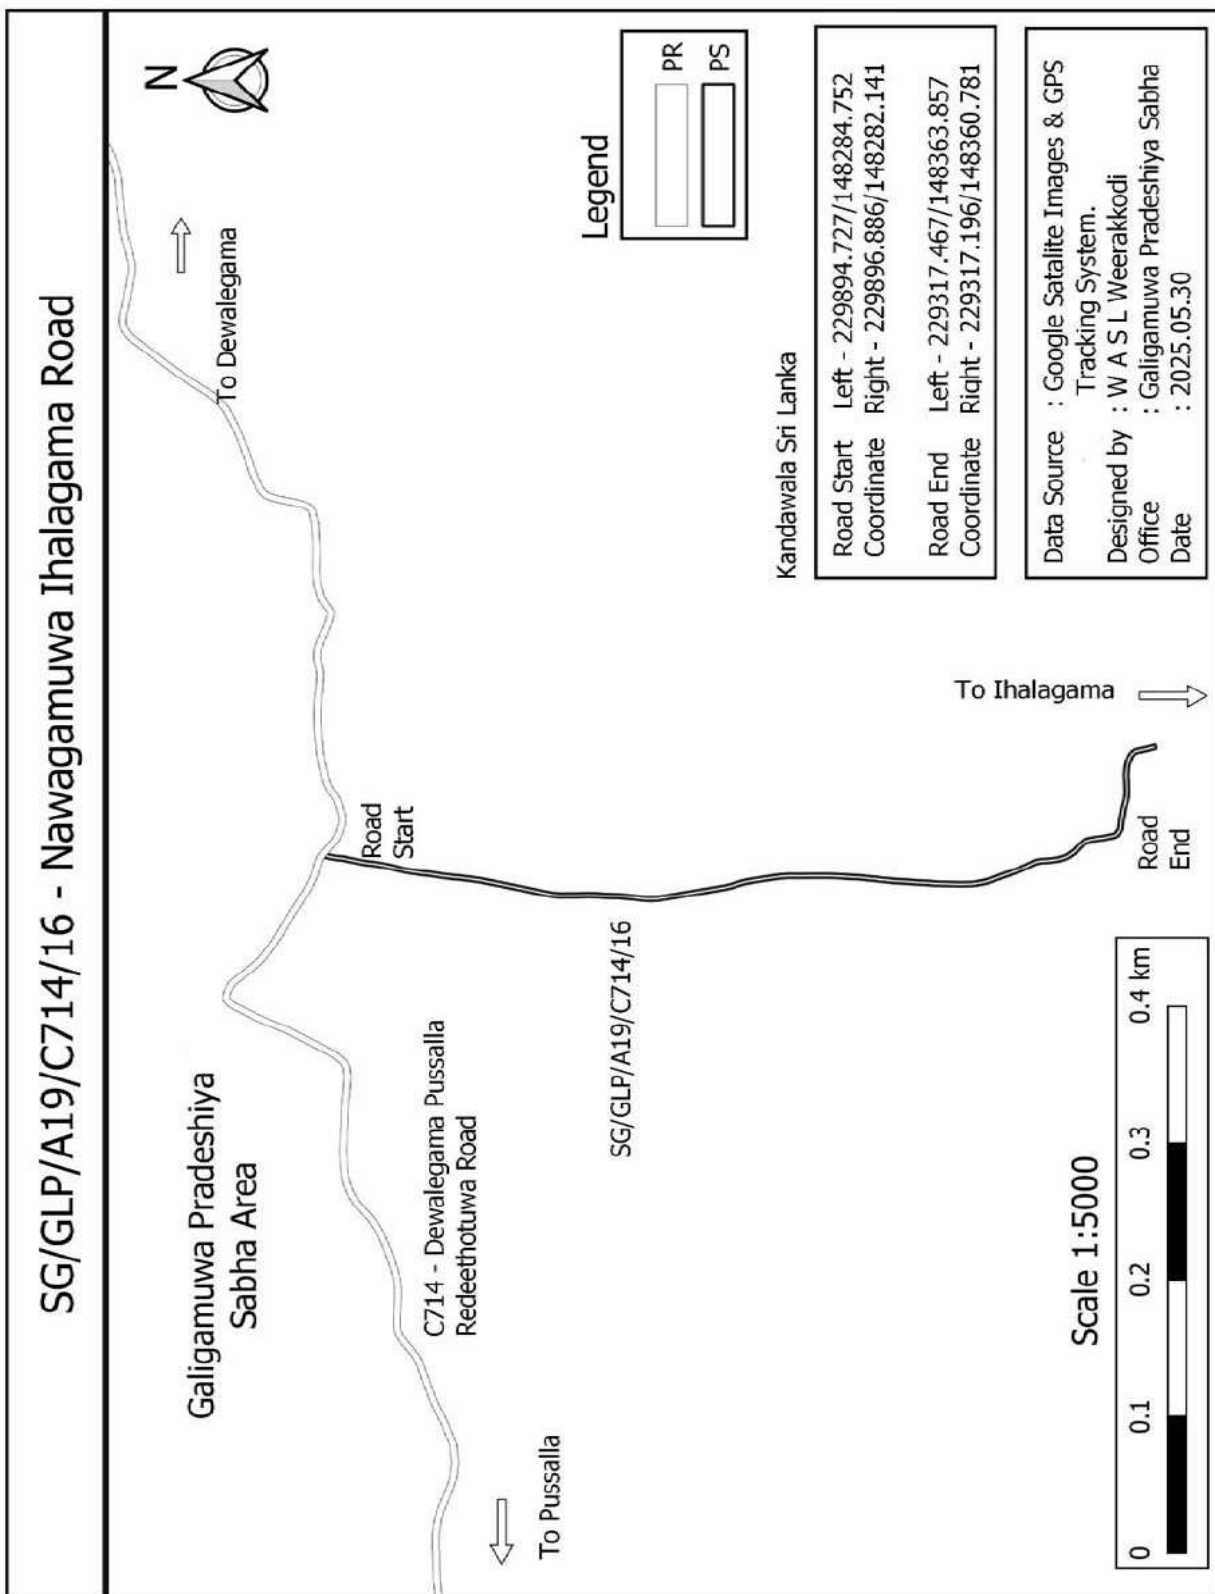 SG/GLP/A19/C714/16 - Nawagamuwa Ihalagama Road
N
Galigamuwa Pradeshiya
Sabha Area
To Dewalegama
Road
Start
C714 - Dewalegama Pussalla
Redeethotuwa Road
To Pussalla
SG/GLP/A19/C714/16
Legend
PR
PS
Kandawala Sri Lanka
Road Start Left - 229894.727/148284.752
Coordinate Right - 229896.886/148282.141
Road End Left - 229317.467/148363.857
Coordinate Right - 229317.196/148360.781
To Ihalagama
Road
End
Data Source : Google Satalite Images & GPS
Tracking System.
Designed by : W A S L Weerakkodi
Office : Galigamuwa Pradeshiya Sabha
Date : 2025.05.30
Scale 1:5000
0 0.1 0.2 0.3 0.4 km